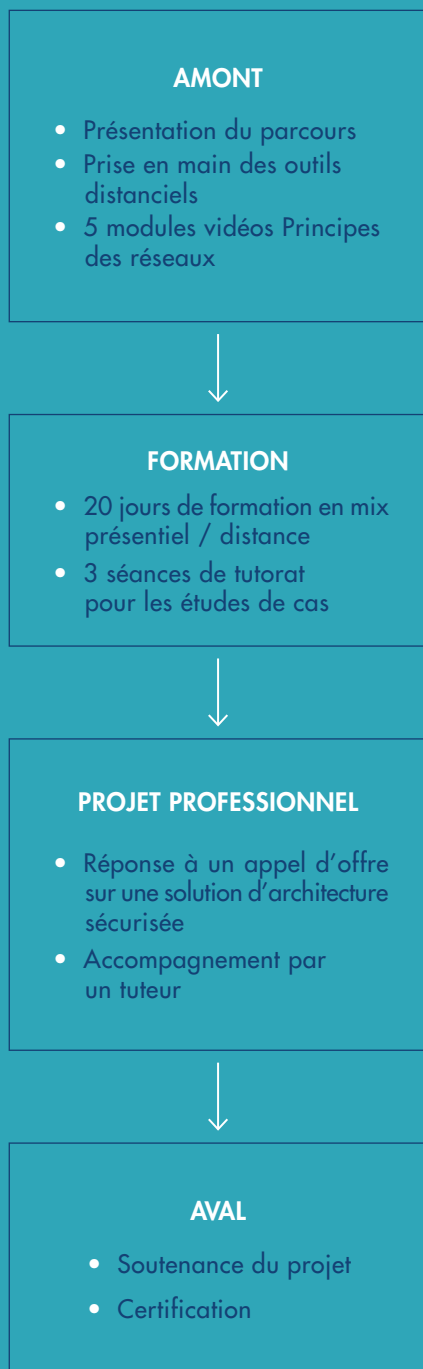 AMONT
• Présentation du parcours
• Prise en main des outils
distanciels
• 5 modules vidéos Principes
des réseaux
FORMATION
• 20 jours de formation en mix
présentiel / distance
• 3 séances de tutorat
pour les études de cas
PROJET PROFESSIONNEL
• Réponse à un appel d’offre
sur une solution d’architecture
sécurisée
• Accompagnement par
un tuteur
AVAL
• Soutenance du projet
• Certification